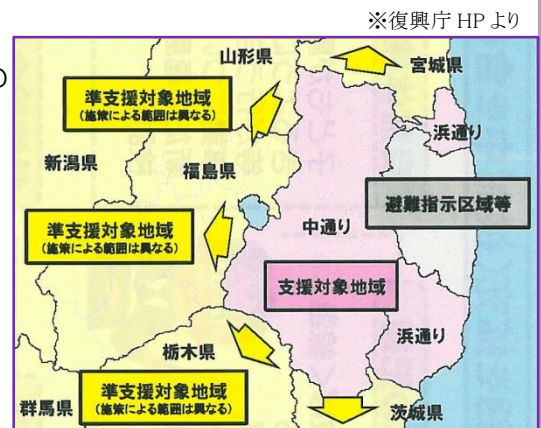 ※復興庁 HP より
の
山形県
宮城県
準支援対象地域
(施策による範囲は異なる)
浜通り
新潟県
福島県
避難指示区域等
準支援対象地域
(施策による範囲は異なる)
中通り
支援対象地域
浜通り
栃木県
準支援対象地域
(施策による範囲は異なる)
群馬県
茨城県